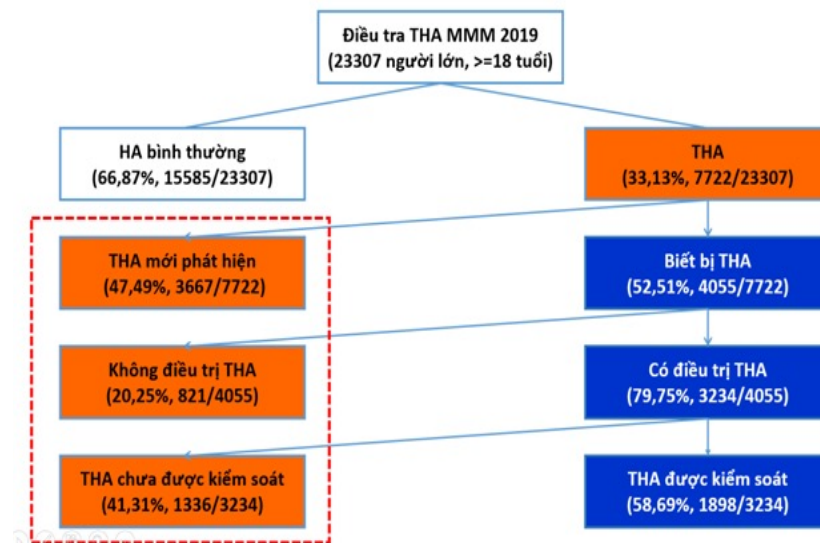 Điều tra THA MMM 2019
(23307 người lớn, >=18 tuổi)
HA bình thường
(66,87%, 15585/23307)
THA
(33,13%, 7722/23307)
THA mới phát hiện
(47,49%, 3667/7722)
Biết bị THA
(52,51%, 4055/7722)
Không điều trị THA
(20,25%, 821/4055)
Có điều trị THA
(79,75%, 3234/4055)
THA chưa được kiểm soát
(41,31%, 1336/3234)
THA được kiểm soát
(58,69%, 1898/3234)